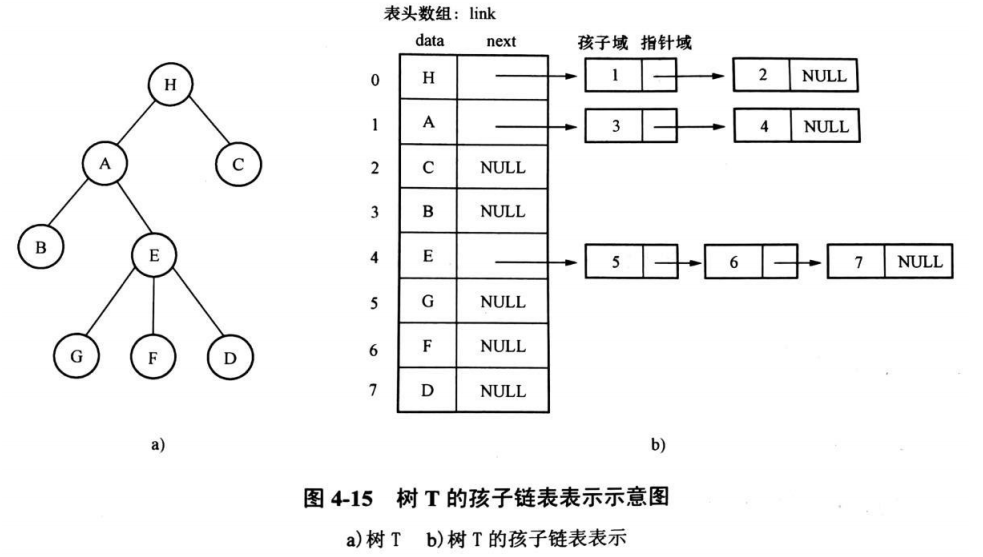 表头数组：link
data next
孩子域 指针域
0 H 1 2 NULL
1 A 3 4 NULL
2 C NULL
3 B NULL
4 E 5 6 7 NULL
5 G NULL
6 F NULL
7 D NULL
H
A C
B E
G F D
a) b)
图 4-15 树 T 的孩子链表表示示意图
a)树 T b)树 T 的孩子链表表示